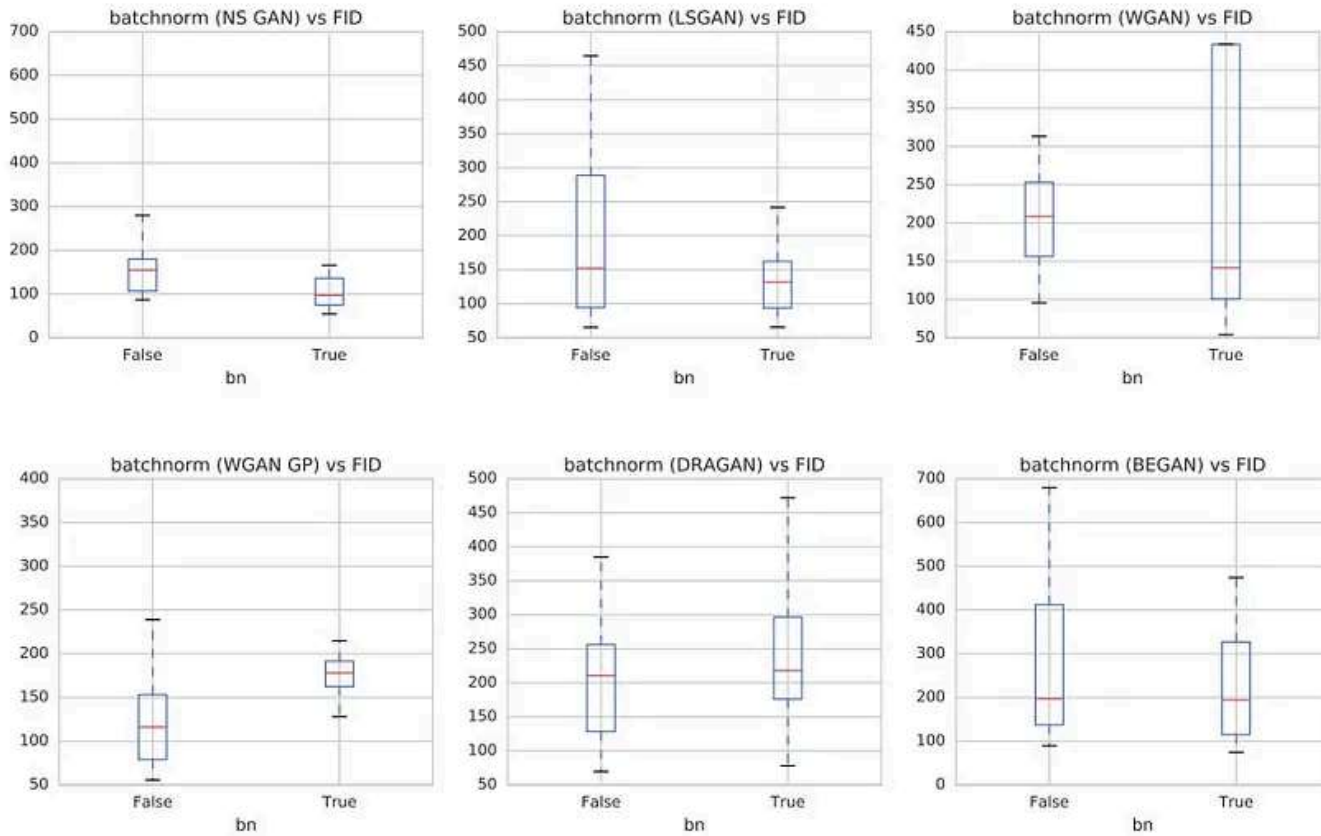 batchnorm (NS GAN) vs FID
700
600
500
400
300
200
100
0
False
True
bn
batchnorm (LSGAN) vs FID
500
450
400
350
300
250
200
150
100
50
False
True
bn
batchnorm (WGAN) vs FID
450
400
350
300
250
200
150
100
50
False
True
bn
batchnorm (WGAN GP) vs FID
400
350
300
250
200
150
100
50
False
True
bn
batchnorm (DRAGAN) vs FID
500
450
400
350
300
250
200
150
100
50
False
True
bn
batchnorm (BEGAN) vs FID
700
600
500
400
300
200
100
0
False
True
bn